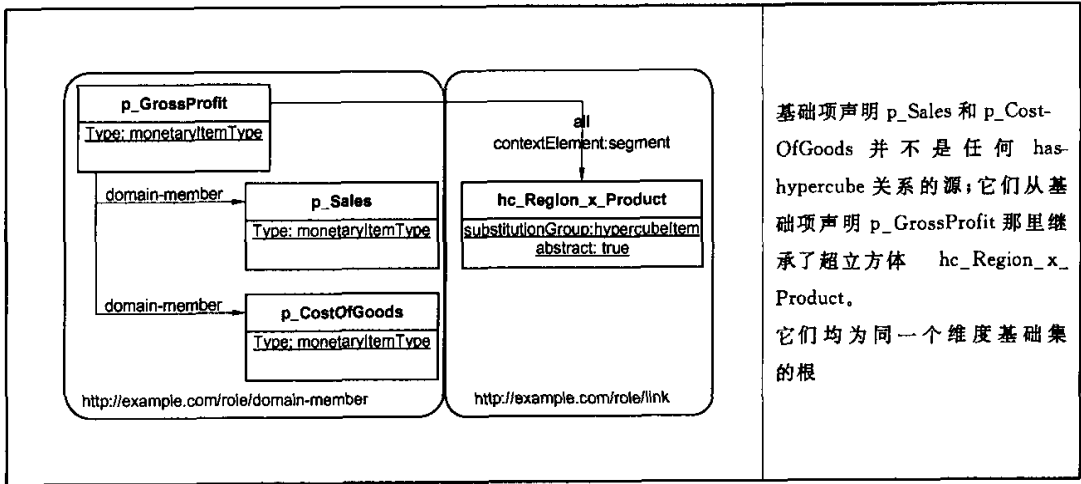 p_GrossProfit
Type: monetaryItemType
all
contextElement:segment
domain-member
p_Sales
Type: monetaryItemType
hc_Region_x_Product
substitutionGroup:hypercubeItem
abstract: true
domain-member
p_CostOfGoods
Type: monetaryItemType
http://example.com/role/domain-member
http://example.com/role/link
基础项声明 p_Sales 和 p_Cost-
OfGoods 并不是任何 has-
hypercube 关系的源；它们从基
础项声明 p_GrossProfit 那里继
承了超立方体 hc_Region_x_
Product。
它们均为同一个维度基础集
的根